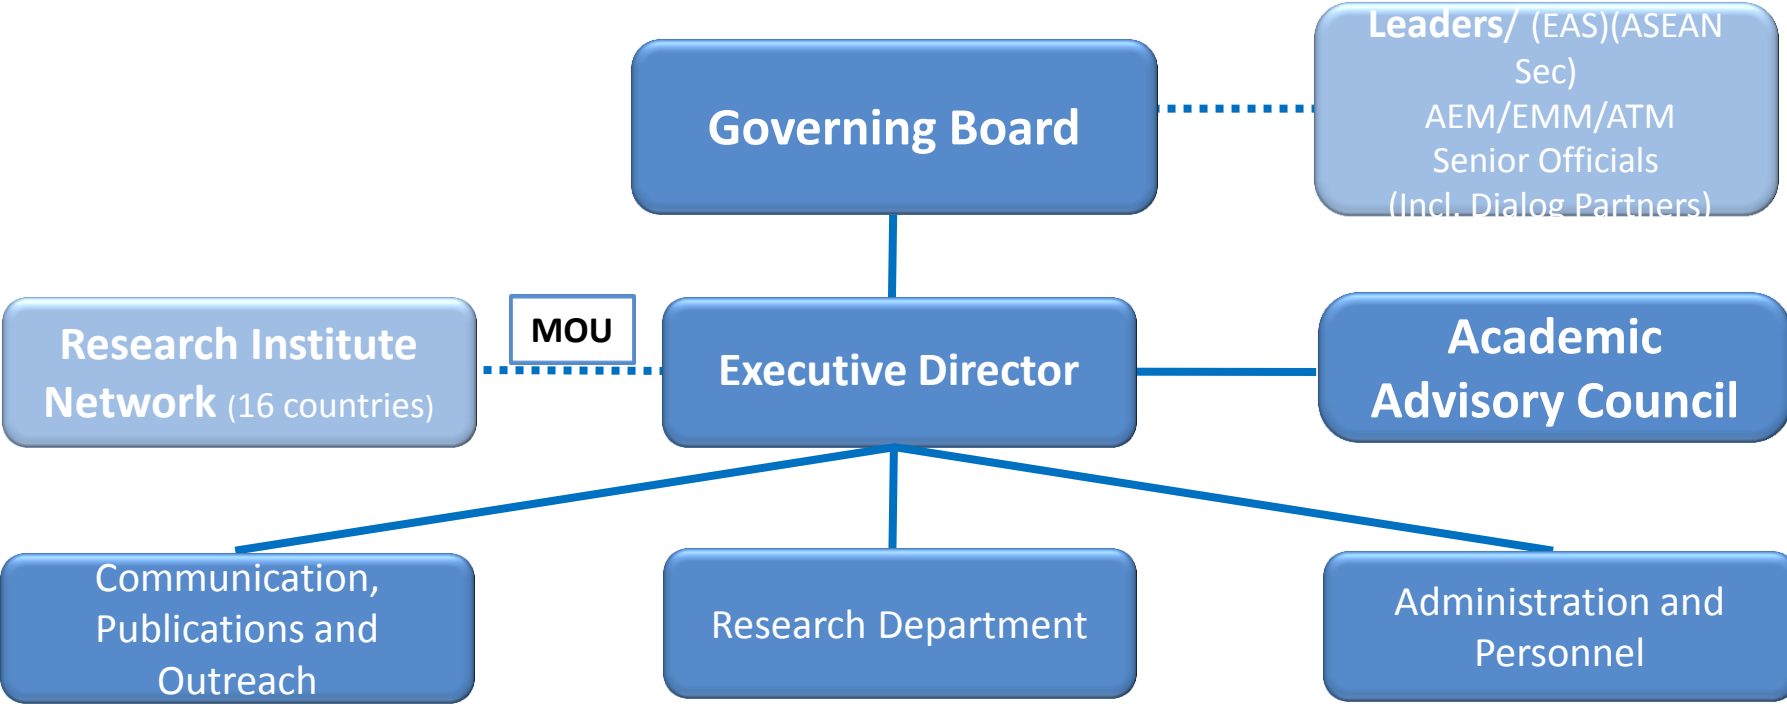 Governing Board
Leaders/ (EAS)(ASEAN
Sec)
AEM/EMM/ATM
Senior Officials
(Incl. Dialog Partners)
Research Institute
Network (16 countries)
MOU
Executive Director
Academic
Advisory Council
Communication,
Publications and
Outreach
Research Department
Administration and
Personnel